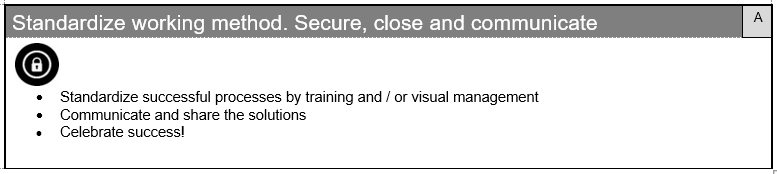 Standardize working method. Secure, close and communicate
A
• Standardize successful processes by training and / or visual management
• Communicate and share the solutions
• Celebrate success!